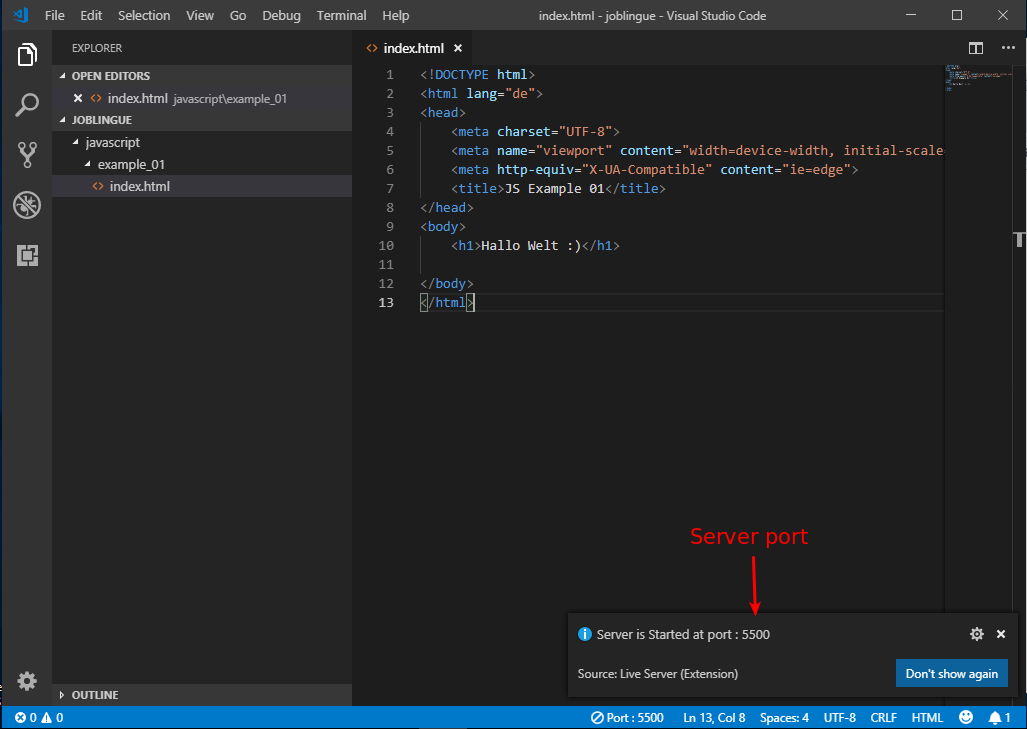 File Edit Selection View Go Debug Terminal Help index.html - joblingue - Visual Studio Code
EXPLORER
OPEN EDITORS
index.html javascript\example_01
JOBLINGUE
javascript
example_01
index.html
OUTLINE
index.html
1 <!DOCTYPE html>
2 <html lang="de">
3 <head>
4 <meta charset="UTF-8">
5 <meta name="viewport" content="width=device-width, initial-scale=
6 <meta http-equiv="X-UA-Compatible" content="ie=edge">
7 <title>JS Example 01</title>
8 </head>
9 <body>
10 <h1>Hallo Welt :)</h1>
11
12 </body>
13 </html>
Server port
Server is Started at port : 5500
Source: Live Server (Extension)
Don't show again
0 0 Port : 5500 Ln 13, Col 8 Spaces: 4 UTF-8 CRLF HTML 1